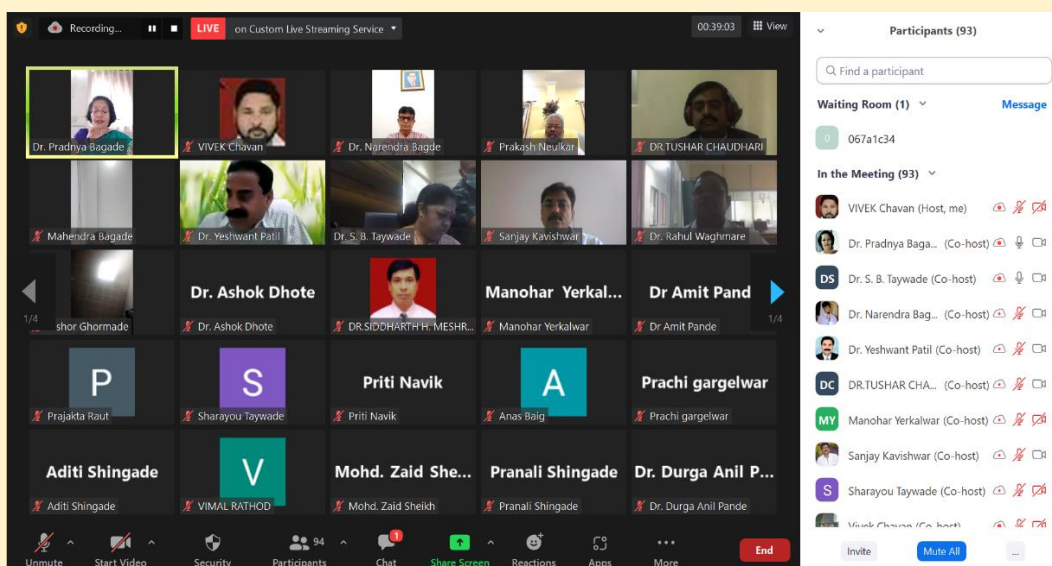 Recording...
LIVE on Custom Live Streaming Service
00:39:03
View
Dr. Pradnya Bagade
VIVEK Chavan
Dr. Narendra Bagde
Prakash Neulkar
DR.TUSHAR CHAUDHARI
Mahendra Bagade
Dr. Yeshwant Patil
Dr. S. B. Taywade
Sanjay Kavishwar
Dr. Rahul Waghmare
Dr. Ashok Dhote
Manohar Yerkal...
Dr Amit Pand
1/4
1/4
shor Ghormade
Dr. Ashok Dhote
DR.SIDDHARTH H. MESHR...
Manohar Yerkalwar
Dr Amit Pande
P
S
Priti Navik
A
Prachi gargelwar
Prajakta Raut
Sharayou Taywade
Priti Navik
Anas Baig
Prachi gargelwar
Aditi Shingade
V
Mohd. Zaid She...
Pranali Shingade
Dr. Durga Anil P...
Aditi Shingade
VIMAL RATHOD
Mohd. Zaid Sheikh
Pranali Shingade
Dr. Durga Anil Pande
94
1
Unmute
Start Video
Security
Participants
Chat
Share Screen
Reactions
Apps
More
End
Participants (93)
Find a participant
Waiting Room (1)
Message
0
067a1c34
In the Meeting (93)
VIVEK Chavan (Host, me)
Dr. Pradnya Baga... (Co-host)
DS Dr. S. B. Taywade (Co-host)
Dr. Narendra Bag... (Co-host)
Dr. Yeshwant Patil (Co-host)
DC DR.TUSHAR CHA... (Co-host)
MY Manohar Yerkalwar (Co-host)
Sanjay Kavishwar (Co-host)
S Sharayou Taywade (Co-host)
Vivek Chavan (Co-host)
Invite
Mute All
...